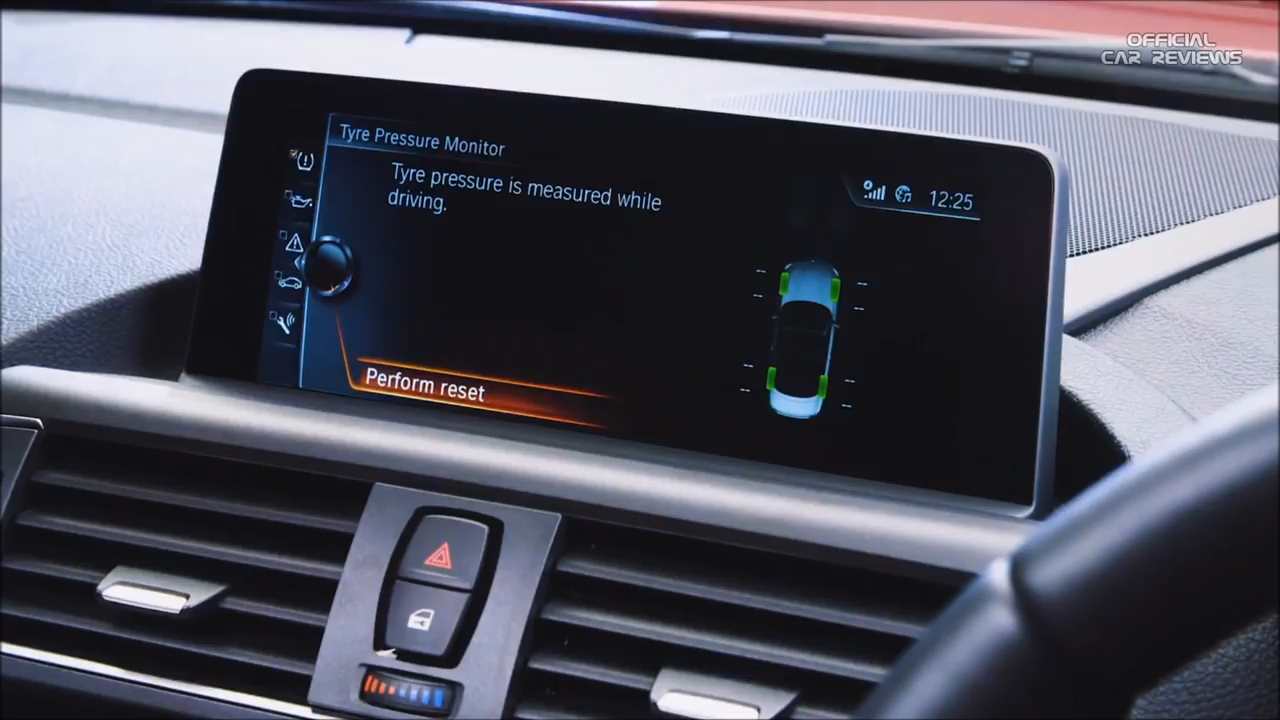 OFFICIAL
CAR REVIEWS
Tyre Pressure Monitor
Tyre pressure is measured while
driving.
12:25
--
--
--
--
--
--
--
--
Perform reset